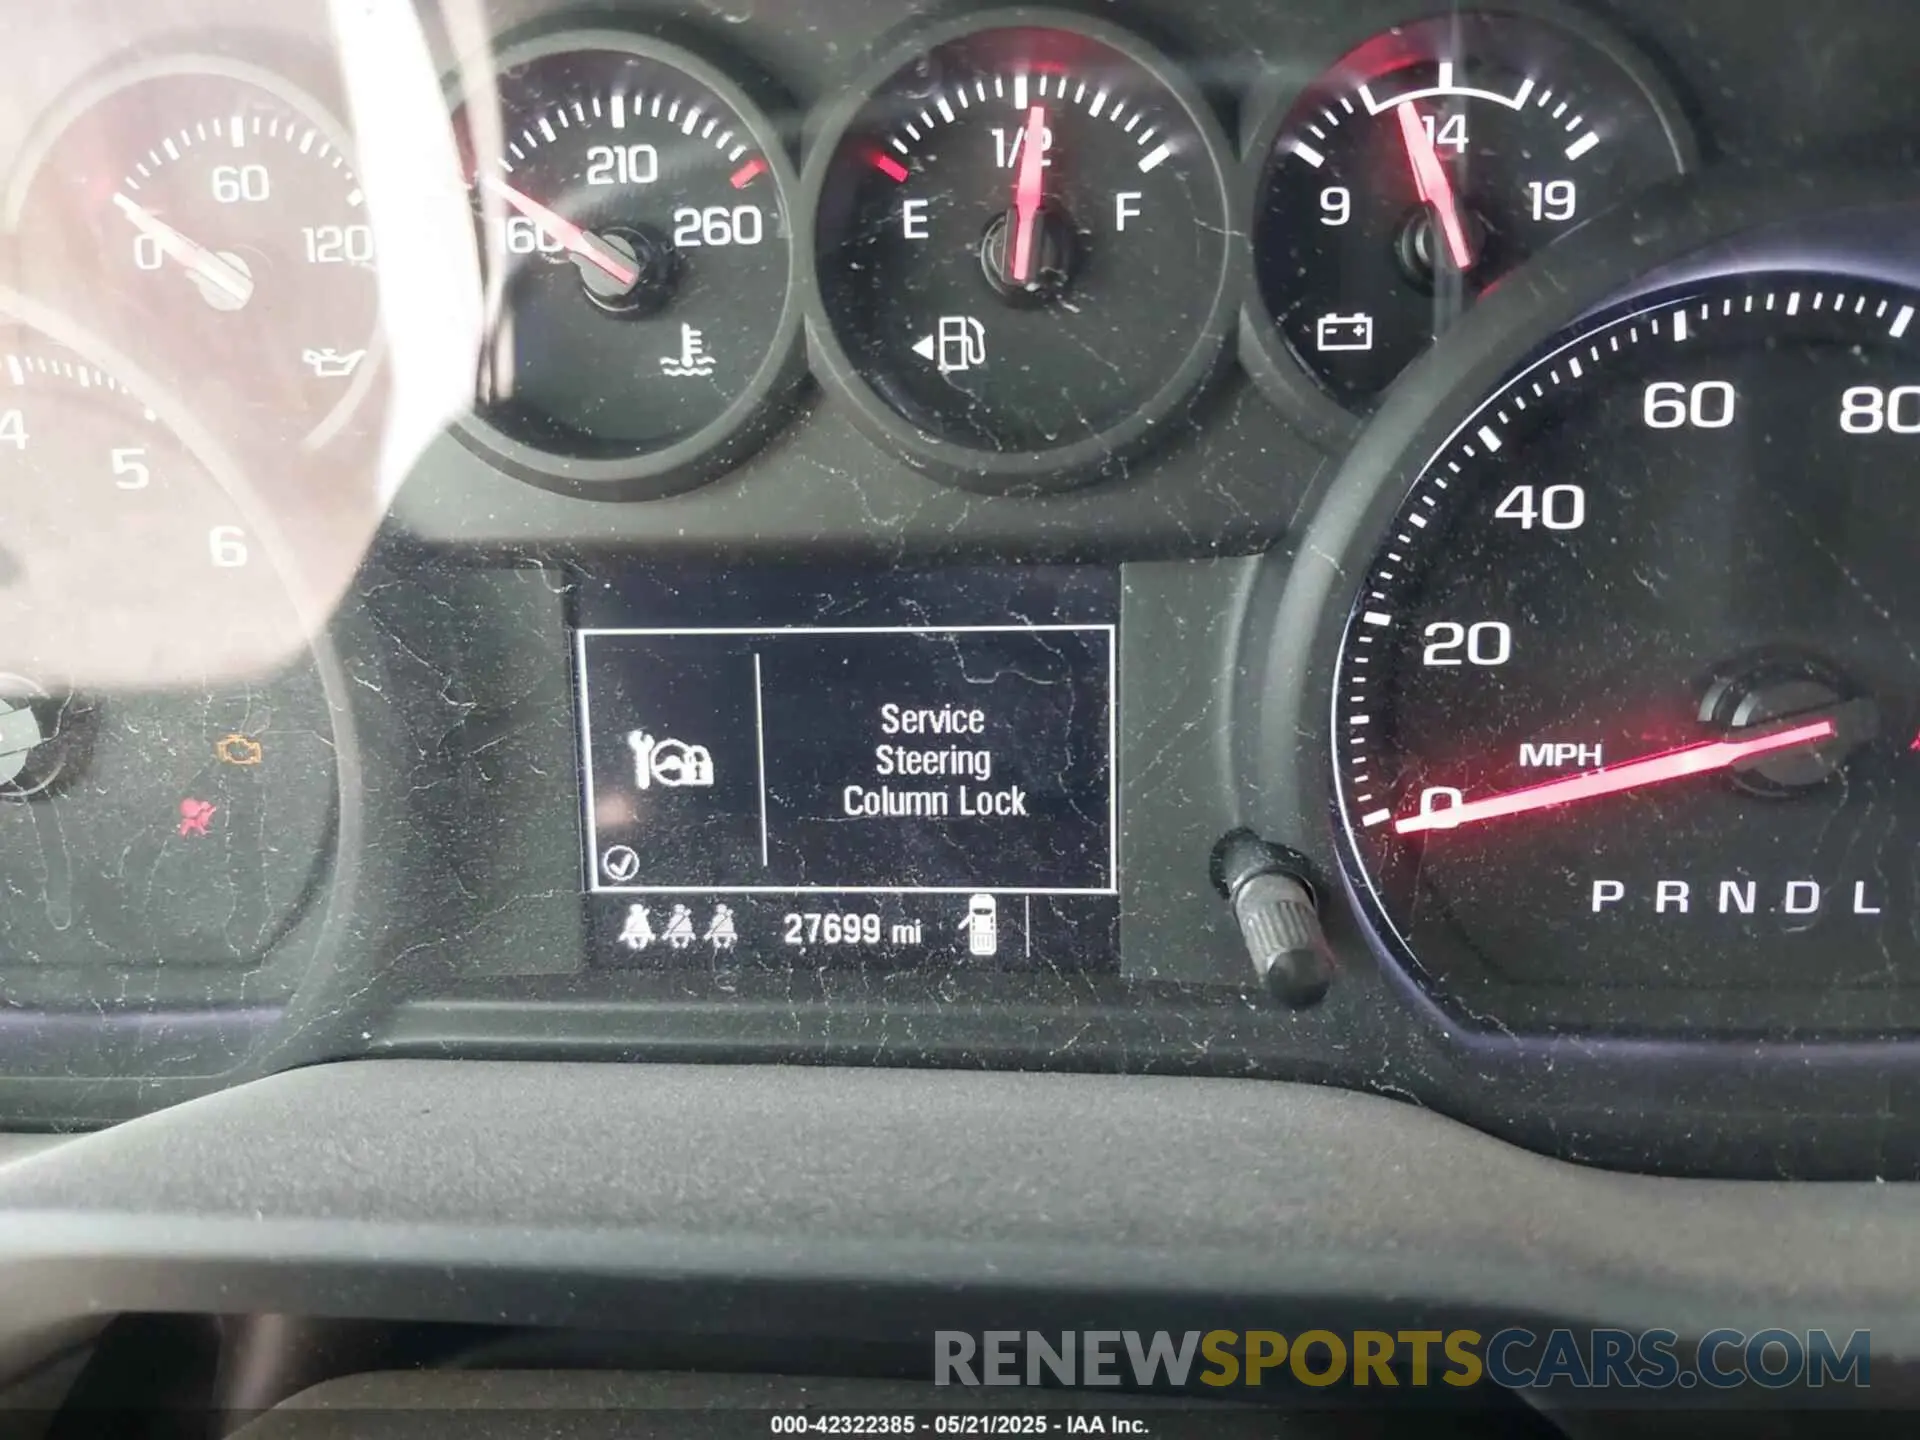 60
0
120
210
160
260
1/2
E
F
14
9
19
4
5
6
60
80
40
20
MPH
0
P R N D L
Service
Steering
Column Lock
27699 mi
RENEWSPORTSCARS.COM
000-42322385 - 05/21/2025 - IAA Inc.